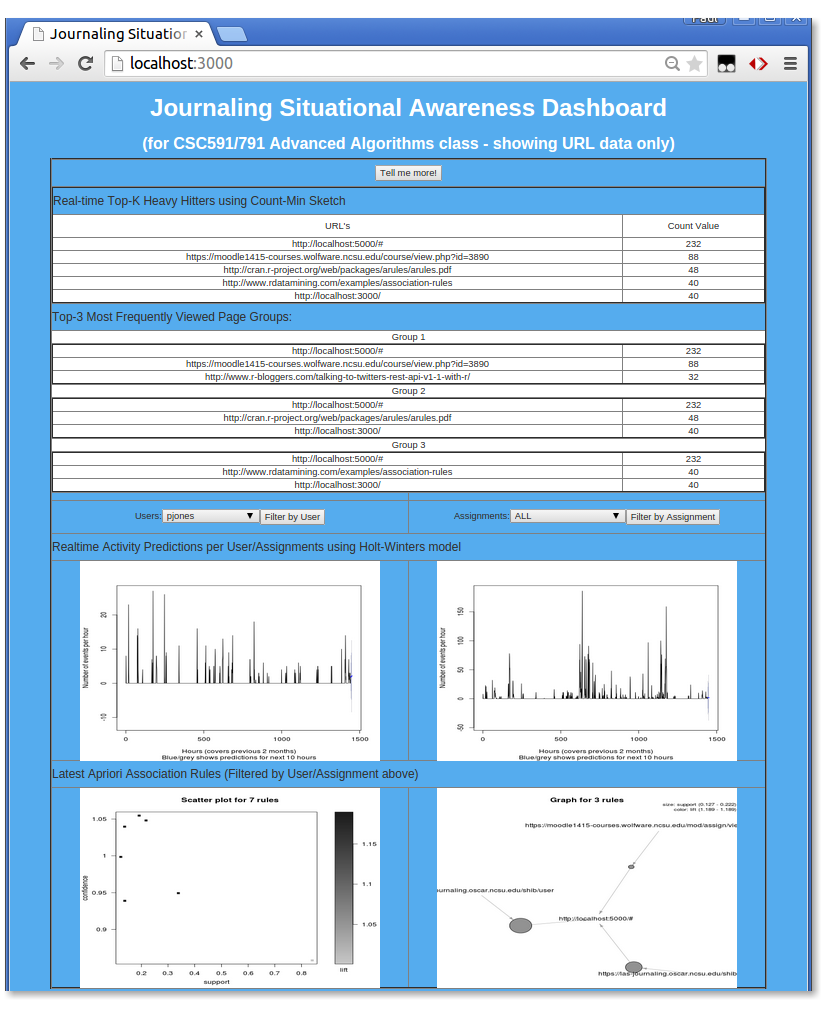 Paul
Journaling Situation
localhost:3000
Journaling Situational Awareness Dashboard
(for CSC591/791 Advanced Algorithms class - showing URL data only)
Tell me more!
Real-time Top-K Heavy Hitters using Count-Min Sketch
URL's Count Value
http://localhost:5000/# 232
https://moodle1415-courses.wolfware.ncsu.edu/course/view.php?id=3890 88
http://cran.r-project.org/web/packages/arules/arules.pdf 48
http://www.rdatamining.com/examples/association-rules 40
http://localhost:3000/ 40
Top-3 Most Frequently Viewed Page Groups:
Group 1
http://localhost:5000/# 232
https://moodle1415-courses.wolfware.ncsu.edu/course/view.php?id=3890 88
http://www.r-bloggers.com/talking-to-twitters-rest-api-v1-1-with-r/ 32
Group 2
http://localhost:5000/# 232
http://cran.r-project.org/web/packages/arules/arules.pdf 48
http://localhost:3000/ 40
Group 3
http://localhost:5000/# 232
http://www.rdatamining.com/examples/association-rules 40
http://localhost:3000/ 40
Users: pjones Filter by User Assignments: ALL Filter by Assignment
Realtime Activity Predictions per User/Assignments using Holt-Winters model
Number of events per hour
20
10
0
-10
0 500 1000 1500
Hours (covers previous 2 months)
Blue/grey shows predictions for next 10 hours
Number of events per hour
150
100
50
0
-50
0 500 1000 1500
Hours (covers previous 2 months)
Blue/grey shows predictions for next 10 hours
Latest Apriori Association Rules (Filtered by User/Assignment above)
Scatter plot for 7 rules
confidence
1.05
1
0.95
0.9
0.2 0.3 0.4 0.5 0.6 0.7 0.8
support
1.15
1.1
1.05
lift
Graph for 3 rules
size: support (0.127 - 0.222)
color: lift (1.189 - 1.189)
https://moodle1415-courses.wolfware.ncsu.edu/mod/assign/vie
urnaling.oscar.ncsu.edu/shib/user
http://localhost:5000/#
https://las-journaling.oscar.ncsu.edu/shib